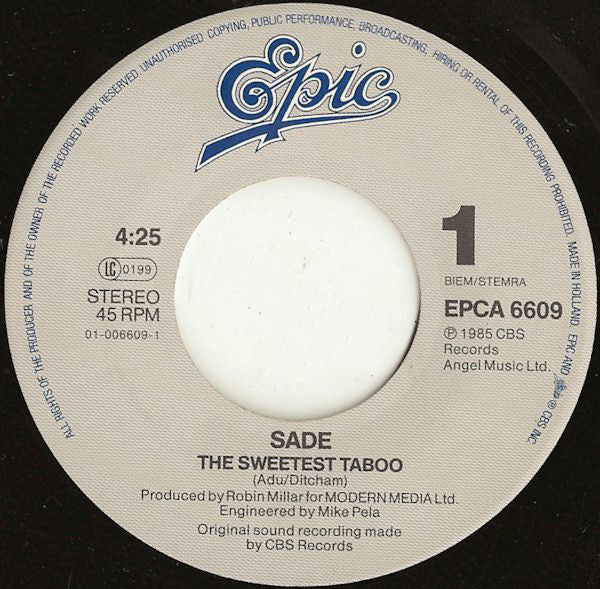 ALL RIGHTS OF THE PRODUCER AND OF THE OWNER OF THE RECORDED WORK RESERVED. UNAUTHORISED COPYING, PUBLIC PERFORMANCE, BROADCASTING, HIRING OR RENTAL OF THIS RECORDING PROHIBITED. MADE IN HOLLAND. EPIC AND ℗ CBS INC.
Epic
4:25
LC 0199
STEREO
45 RPM
01-006609-1
1
BIEM/STEMRA
EPCA 6609
℗ 1985 CBS
Records
Angel Music Ltd.
SADE
THE SWEETEST TABOO
(Adu/Ditcham)
Produced by Robin Millar for MODERN MEDIA Ltd.
Engineered by Mike Pela
Original sound recording made
by CBS Records